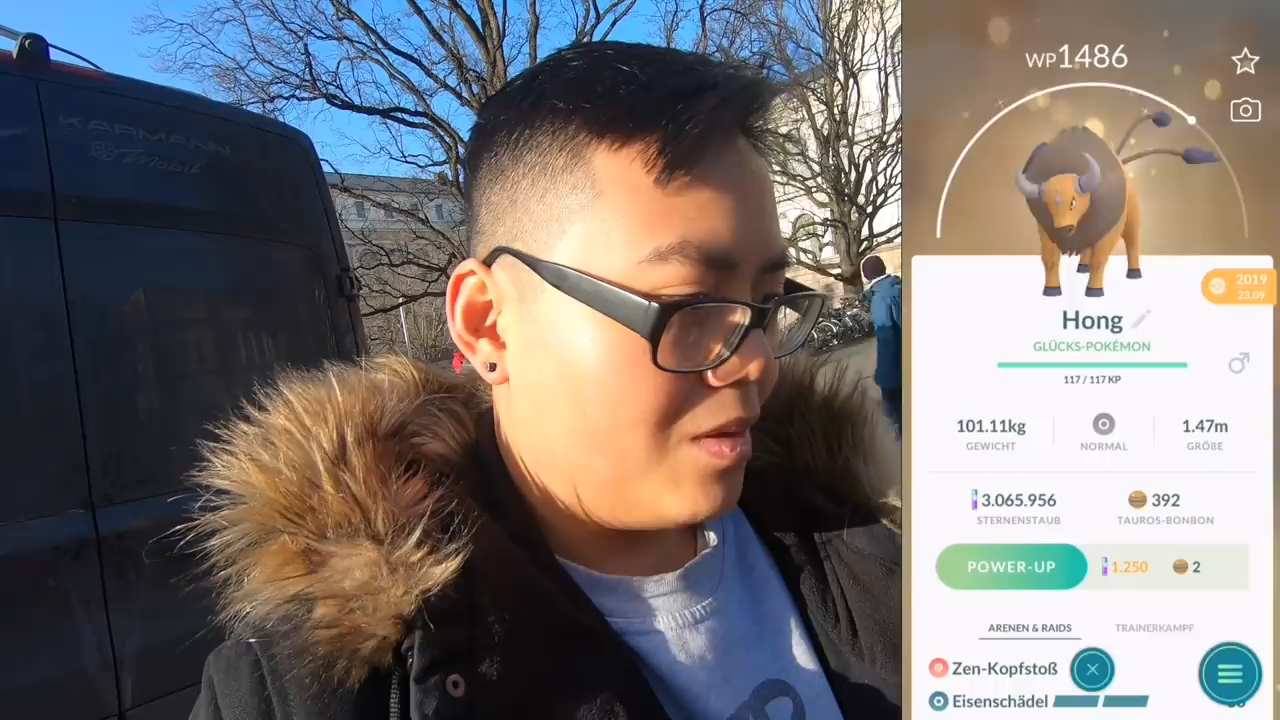 KARMANN
Mobil
WP1486
2019
23.09
Hong
GLÜCKS-POKÉMON
117 / 117 KP
101.11kg
GEWICHT
NORMAL
1.47m
GRÖßE
3.065.956
STERNENSTAUB
392
TAUROS-BONBON
POWER-UP
1.250
2
ARENEN & RAIDS
TRAINERKAMPF
Zen-Kopfstoß
Eisenschädel